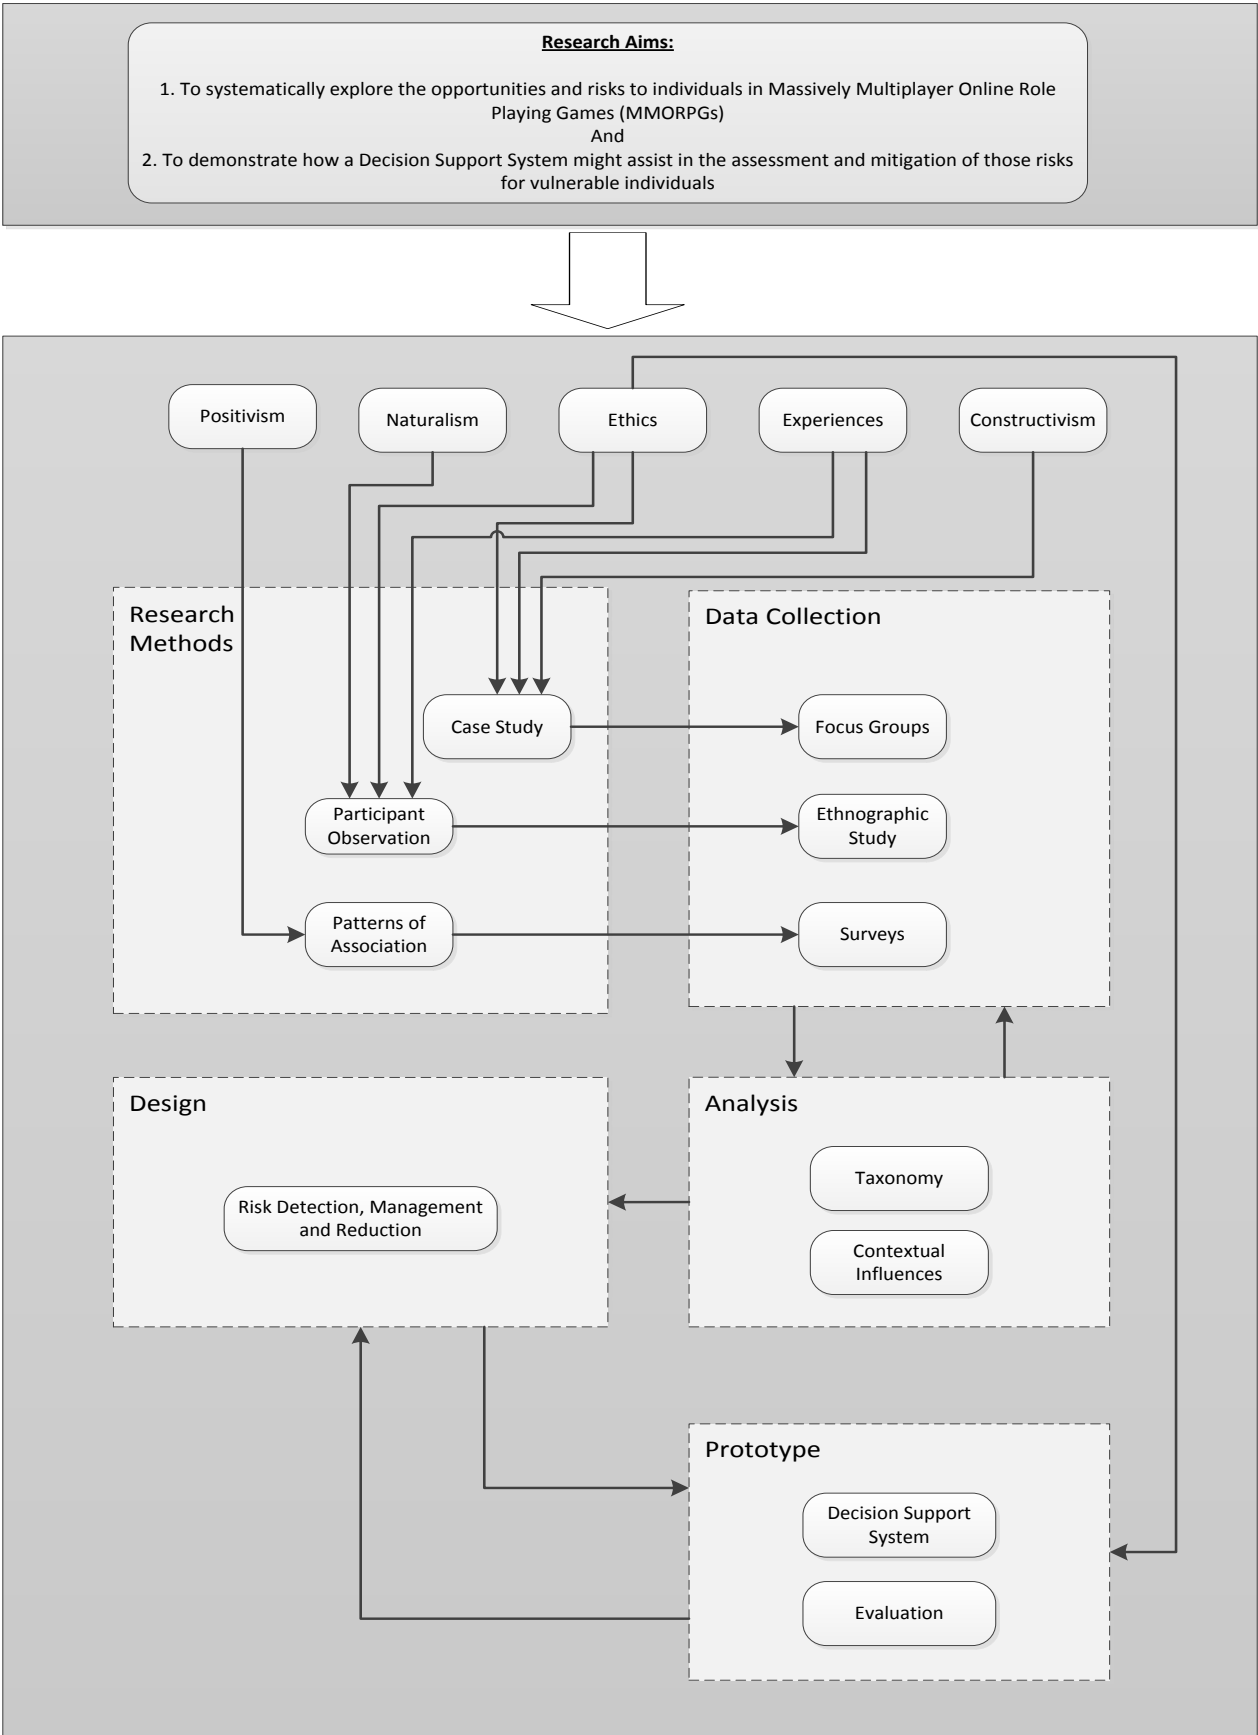 Research Aims:
1. To systematically explore the opportunities and risks to individuals in Massively Multiplayer Online Role
Playing Games (MMORPGs)
And
2. To demonstrate how a Decision Support System might assist in the assessment and mitigation of those risks
for vulnerable individuals
Positivism
Naturalism
Ethics
Experiences
Constructivism
Research
Methods
Case Study
Participant
Observation
Patterns of
Association
Data Collection
Focus Groups
Ethnographic
Study
Surveys
Design
Risk Detection, Management
and Reduction
Analysis
Taxonomy
Contextual
Influences
Prototype
Decision Support
System
Evaluation